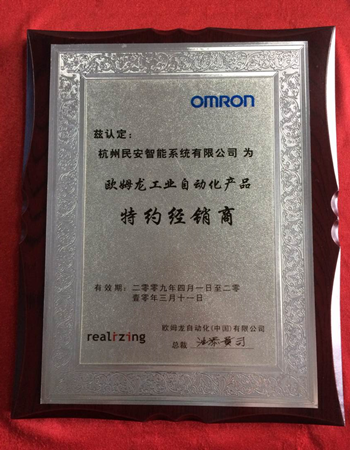 OMRON
兹认定：
杭州民安智能系统有限公司 为
欧姆龙工业自动化产品
特约经销商
有效期：二零零九年四月一日至二零
壹零年三月十一日
欧姆龙自动化(中国)有限公司
realizing
总裁